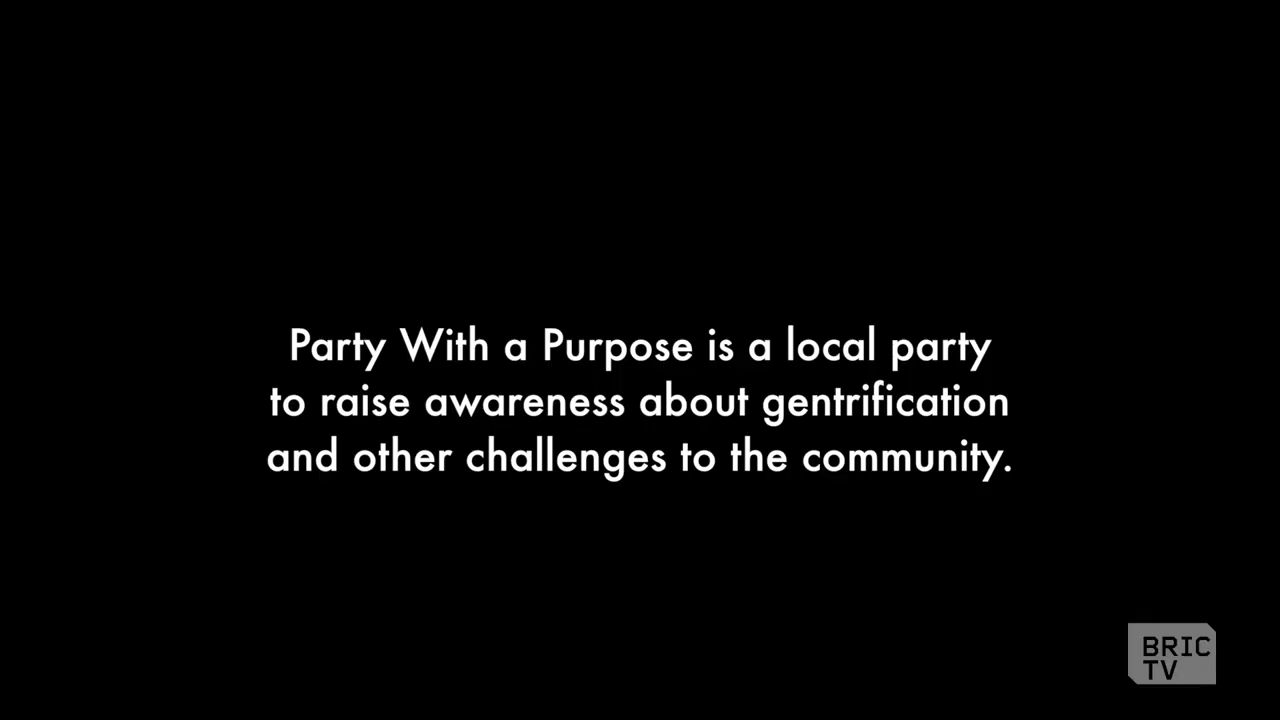 Party With a Purpose is a local party
to raise awareness about gentrification
and other challenges to the community.
BRIC
TV